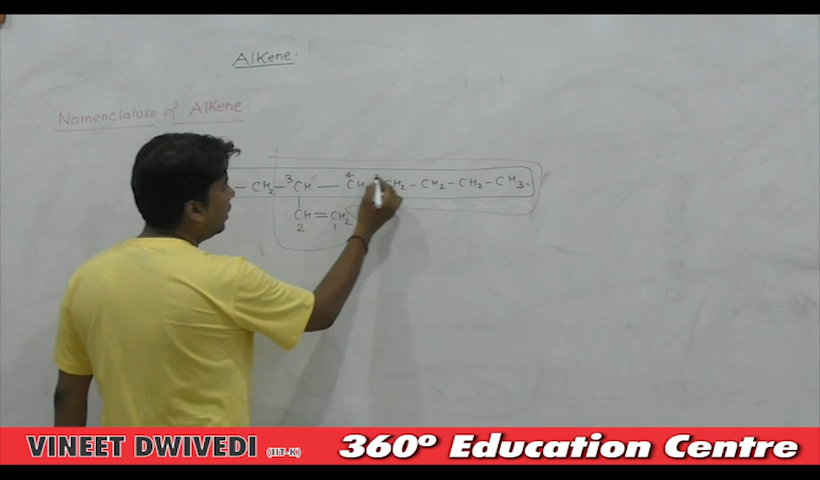 Alkene.
Nomenclature of Alkene.
— CH2 — 3CH — 4CH CH2 - CH2 - CH2 - CH3.
CH = CH2
2 1
VINEET DWIVEDI (IIT-K) 360º Education Centre